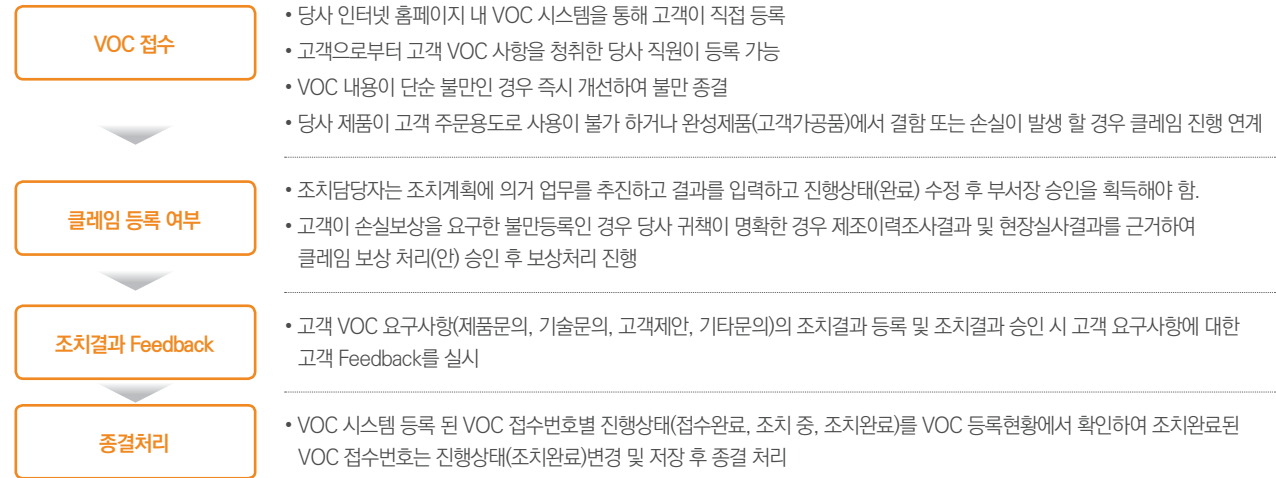 VOC 접수
• 당사 인터넷 홈페이지 내 VOC 시스템을 통해 고객이 직접 등록
• 고객으로부터 고객 VOC 사항을 청취한 당사 직원이 등록 가능
• VOC 내용이 단순 불만인 경우 즉시 개선하여 불만 종결
• 당사 제품이 고객 주문용도로 사용이 불가 하거나 완성제품(고객가공품)에서 결함 또는 손실이 발생 할 경우 클레임 진행 연계
클레임 등록 여부
• 조치담당자는 조치계획에 의거 업무를 추진하고 결과를 입력하고 진행상태(완료) 수정 후 부서장 승인을 획득해야 함.
• 고객이 손실보상을 요구한 불만등록인 경우 당사 귀책이 명확한 경우 제조이력조사결과 및 현장실사결과를 근거하여
클레임 보상 처리(안) 승인 후 보상처리 진행
조치결과 Feedback
• 고객 VOC 요구사항(제품문의, 기술문의, 고객제안, 기타문의)의 조치결과 등록 및 조치결과 승인 시 고객 요구사항에 대한
고객 Feedback를 실시
종결처리
• VOC 시스템 등록 된 VOC 접수번호별 진행상태(접수완료, 조치 중, 조치완료)를 VOC 등록현황에서 확인하여 조치완료된
VOC 접수번호는 진행상태(조치완료)변경 및 저장 후 종결 처리